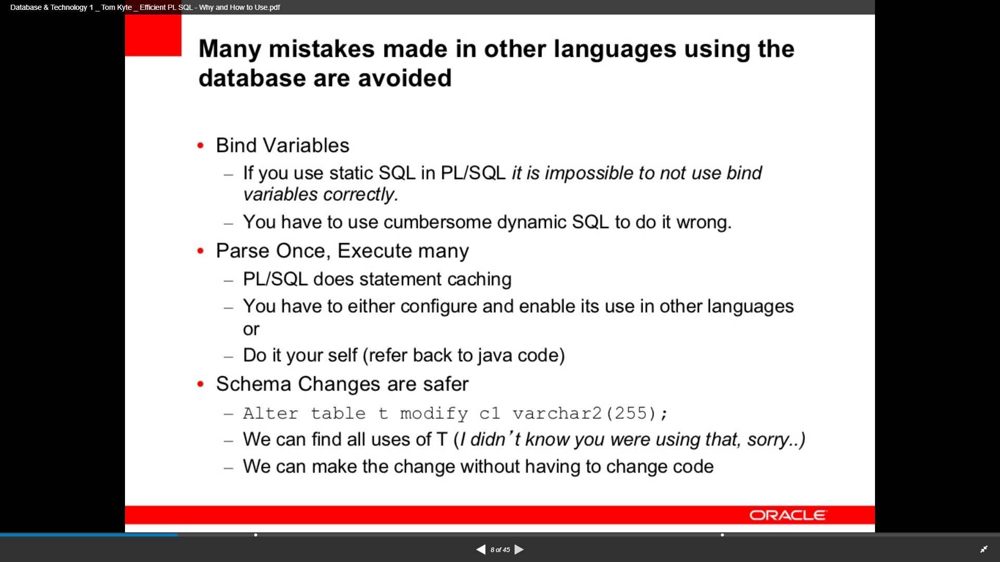 Database & Technology 1 _ Tom Kyte _ Efficient PL SQL - Why and How to Use.pdf
Many mistakes made in other languages using the
database are avoided
• Bind Variables
– If you use static SQL in PL/SQL it is impossible to not use bind
variables correctly.
– You have to use cumbersome dynamic SQL to do it wrong.
• Parse Once, Execute many
– PL/SQL does statement caching
– You have to either configure and enable its use in other languages
or
– Do it your self (refer back to java code)
• Schema Changes are safer
– Alter table t modify c1 varchar2(255);
– We can find all uses of T (I didn’t know you were using that, sorry..)
– We can make the change without having to change code
ORACLE
8 of 45